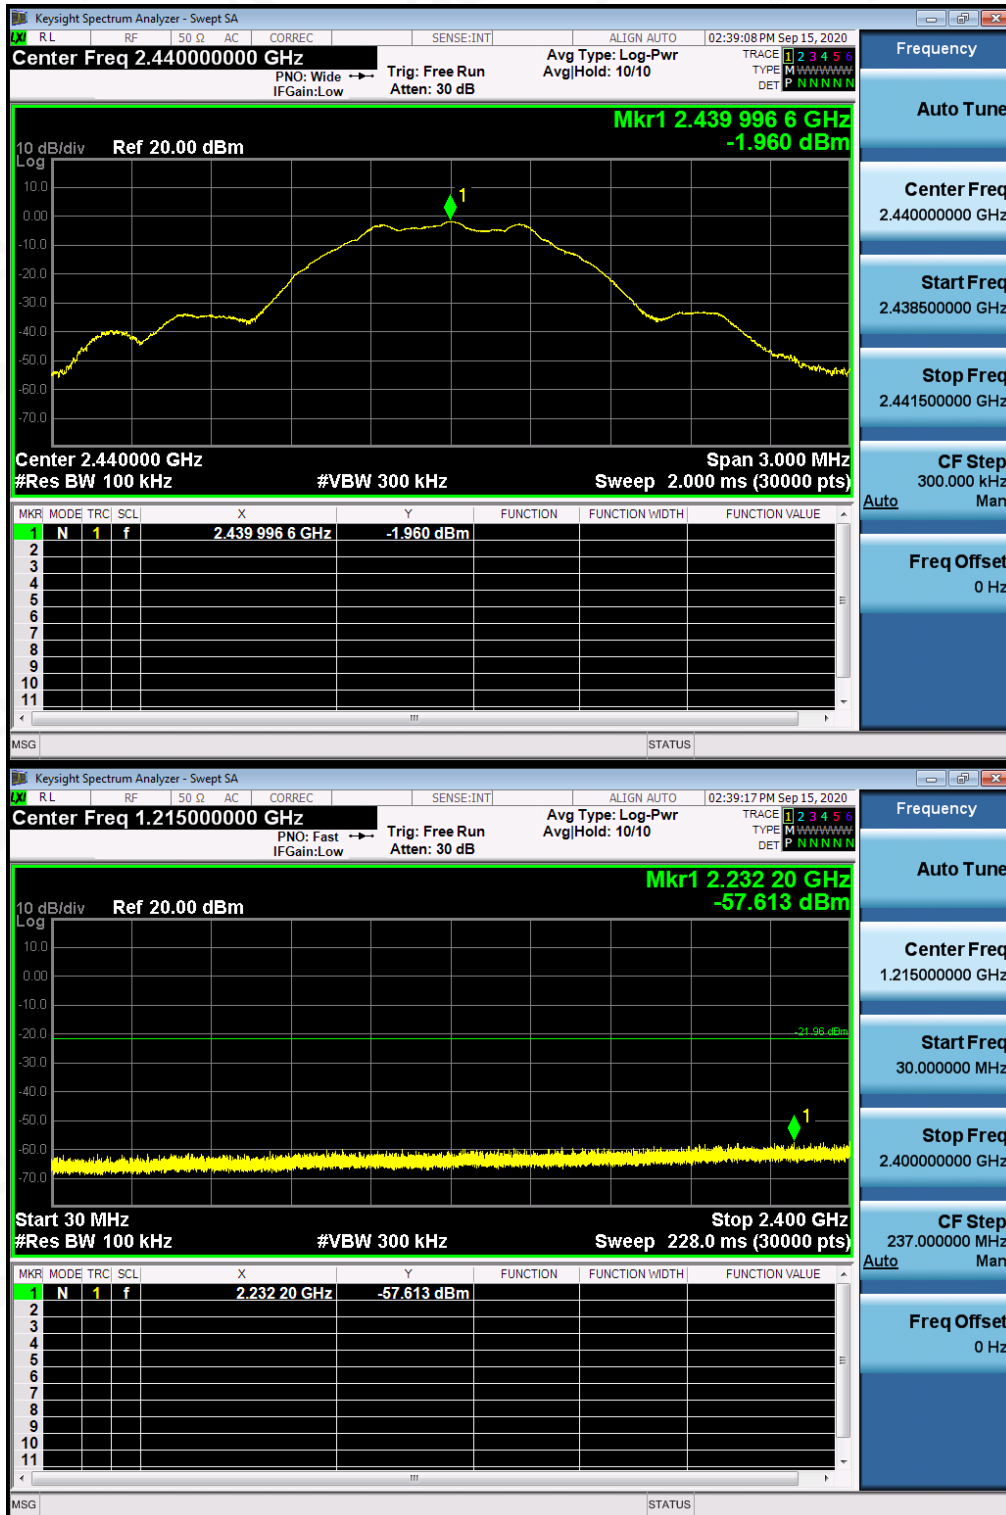 Keysight Spectrum Analyzer - Swept SA
LXI RL RF 50 Ω AC CORREC SENSE:INT ALIGN AUTO 02:39:08 PM Sep 15, 2020
Center Freq 2.440000000 GHz
PNO: Wide
IFGain:Low
Trig: Free Run
Atten: 30 dB
Avg Type: Log-Pwr
Avg|Hold: 10/10
TRACE 1 2 3 4 5 6
TYPE M W W W W W
DET P N N N N N
Mkr1 2.439 996 6 GHz
-1.960 dBm
10 dB/div Ref 20.00 dBm
Log
10.0
1
0.00
-10.0
-20.0
-30.0
-40.0
-50.0
-60.0
-70.0
Center 2.440000 GHz Span 3.000 MHz
#Res BW 100 kHz #VBW 300 kHz Sweep 2.000 ms (30000 pts)
MKR MODE TRC SCL X Y FUNCTION FUNCTION WIDTH FUNCTION VALUE
1 N 1 f 2.439 996 6 GHz -1.960 dBm
2
3
4
5
6
7
8
9
10
11
MSG STATUS
Frequency
Auto Tune
Center Freq
2.440000000 GHz
Start Freq
2.438500000 GHz
Stop Freq
2.441500000 GHz
CF Step
300.000 kHz
Auto Man
Freq Offset
0 Hz
Keysight Spectrum Analyzer - Swept SA
LXI RL RF 50 Ω AC CORREC SENSE:INT ALIGN AUTO 02:39:17 PM Sep 15, 2020
Center Freq 1.215000000 GHz
PNO: Fast
IFGain:Low
Trig: Free Run
Atten: 30 dB
Avg Type: Log-Pwr
Avg|Hold: 10/10
TRACE 1 2 3 4 5 6
TYPE M W W W W W
DET P N N N N N
Mkr1 2.232 20 GHz
-57.613 dBm
10 dB/div Ref 20.00 dBm
Log
10.0
0.00
-10.0
-20.0
-21.96 dBm
-30.0
-40.0
-50.0
1
-60.0
-70.0
Start 30 MHz Stop 2.400 GHz
#Res BW 100 kHz #VBW 300 kHz Sweep 228.0 ms (30000 pts)
MKR MODE TRC SCL X Y FUNCTION FUNCTION WIDTH FUNCTION VALUE
1 N 1 f 2.232 20 GHz -57.613 dBm
2
3
4
5
6
7
8
9
10
11
MSG STATUS
Frequency
Auto Tune
Center Freq
1.215000000 GHz
Start Freq
30.000000 MHz
Stop Freq
2.400000000 GHz
CF Step
237.000000 MHz
Auto Man
Freq Offset
0 Hz